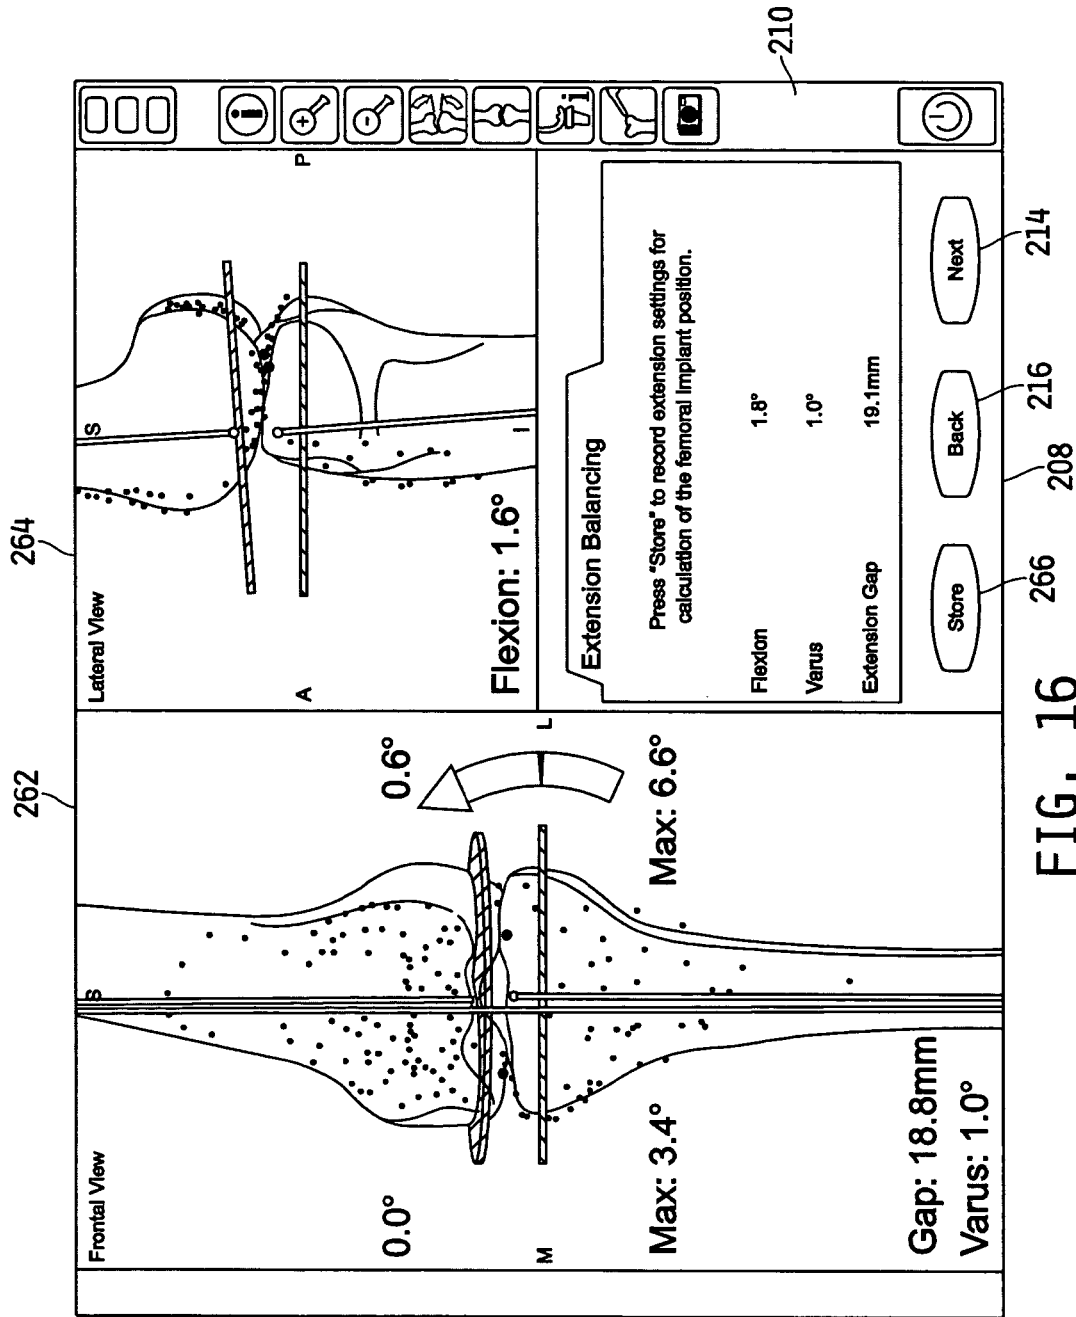 262
264
Frontal View
S
0.0°
0.6°
M
L
Max: 3.4°
Max: 6.6°
Gap: 18.8mm
Varus: 1.0°
Lateral View
S
A
P
I
Flexion: 1.6°
i
+
-
i
Extension Balancing
Press "Store" to record extension settings for
calculation of the femoral implant position.
Flexion 1.8°
Varus 1.0°
Extension Gap 19.1mm
Store
Back
Next
210
266
208
216
214
FIG. 16